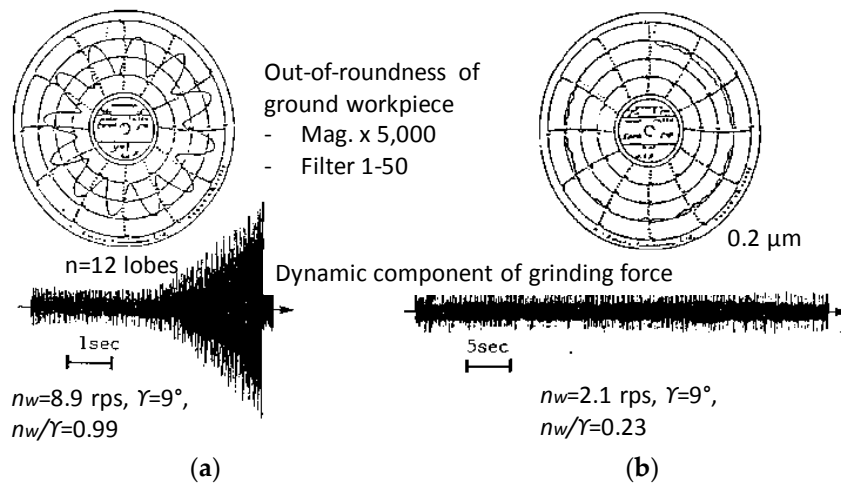 Out-of-roundness of
ground workpiece
- Mag. x 5,000
- Filter 1-50
n=12 lobes
0.2 μm
Dynamic component of grinding force
1sec
5sec
nw=8.9 rps, ϒ=9°,
nw/ϒ=0.99
nw=2.1 rps, ϒ=9°,
nw/ϒ=0.23
(a)
(b)